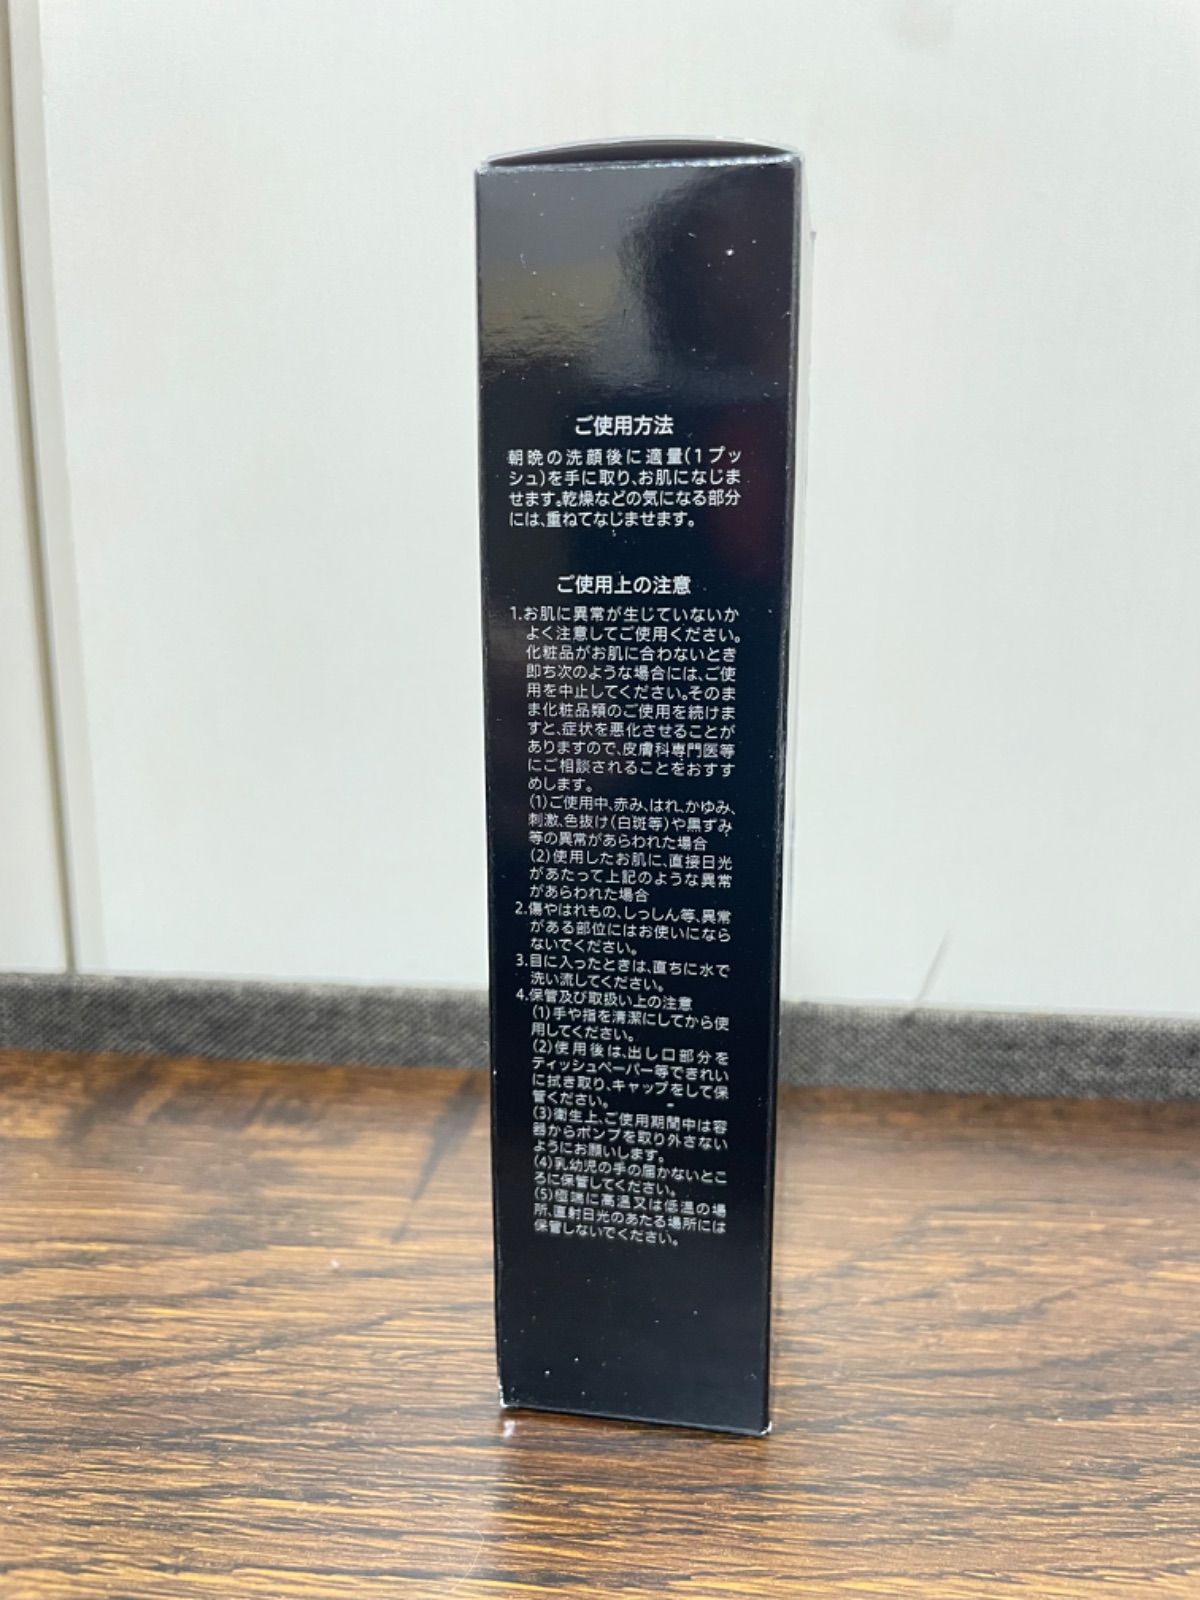 ご使用方法
朝晩の洗顔後に適量(1プッ
シュ)を手に取り、お肌になじま
せます。乾燥などの気になる部分
には、重ねてなじませます。
ご使用上の注意
1.お肌に異常が生じていないか
よく注意してご使用ください。
化粧品がお肌に合わないとき
即ち次のような場合には、ご使
用を中止してください。そのま
ま化粧品類のご使用を続けま
すと、症状を悪化させることが
ありますので、皮膚科専門医等
にご相談されることをおすす
めします。
(1)ご使用中、赤み、はれ、かゆみ、
刺激、色抜け(白斑等)や黒ずみ
等の異常があらわれた場合
(2)使用したお肌に、直接日光
があたって上記のような異常
があらわれた場合
2.傷やはれもの、しっしん等、異常
がある部位にはお使いになら
ないでください。
3.目に入ったときは、直ちに水で
洗い流してください。
4.保管及び取扱い上の注意
(1)手や指を清潔にしてから使
用してください。
(2)使用後は、出し口部分を
ティッシュペーパー等できれい
に拭き取り、キャップをして保
管ください。
(3)衛生上、ご使用期間中は容
器からポンプを取り外さない
ようにお願いします。
(4)乳幼児の手の届かないとこ
ろに保管してください。
(5)極端に高温又は低温の場
所、直射日光のあたる場所には
保管しないでください。